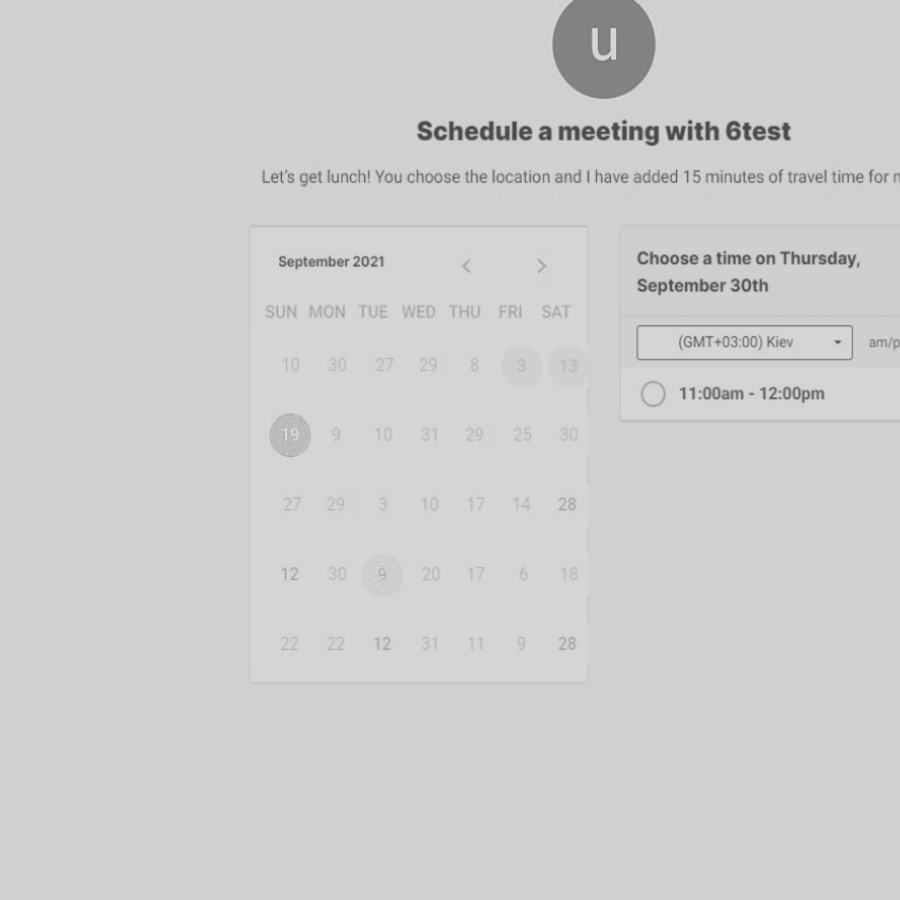 u
Schedule a meeting with 6test
Let's get lunch! You choose the location and I have added 15 minutes of travel time for
September 2021
SUN MON TUE WED THU FRI SAT
10 30 27 29 8 3 13
19 9 10 31 29 25 30
27 29 3 10 17 14 28
12 30 9 20 17 6 18
22 22 12 31 11 9 28
Choose a time on Thursday,
September 30th
(GMT+03:00) Kiev am/p
11:00am - 12:00pm